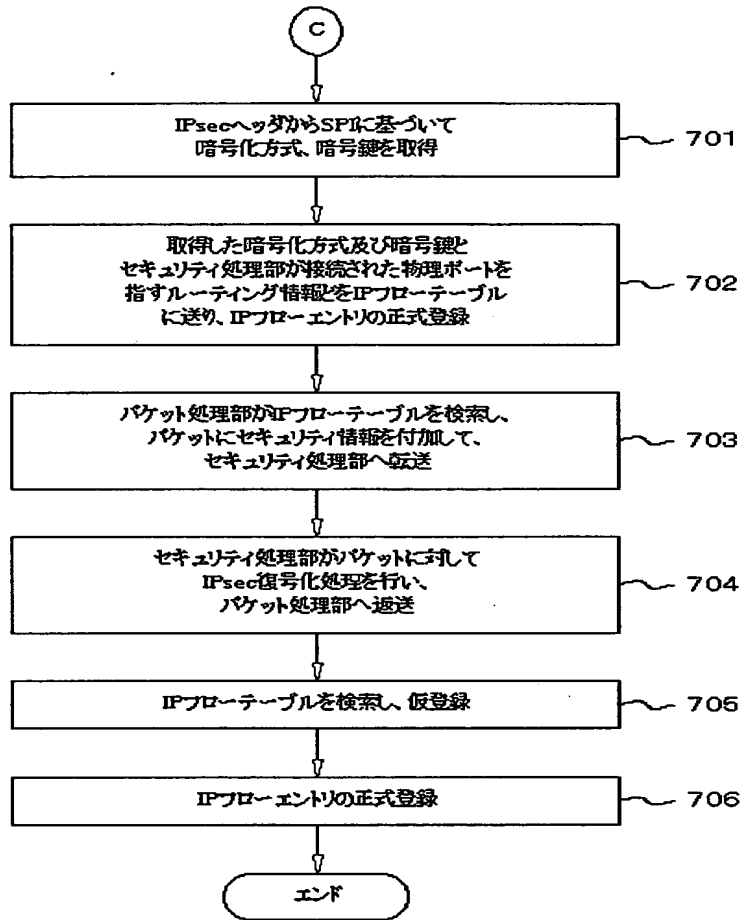 C
IPsecヘッダからSPIに基づいて
暗号化方式、暗号鍵を取得
701
取得した暗号化方式及び暗号鍵と
セキュリティ処理部が接続された物理ポートを
指すルーティング情報とをIPフローテーブル
に送り、IPフローエントリの正式登録
702
パケット処理部がIPフローテーブルを検索し、
パケットにセキュリティ情報を付加して、
セキュリティ処理部へ転送
703
セキュリティ処理部がパケットに対して
IPsec復号化処理を行い、
パケット処理部へ返送
704
IPフローテーブルを検索し、仮登録
705
IPフローエントリの正式登録
706
エンド